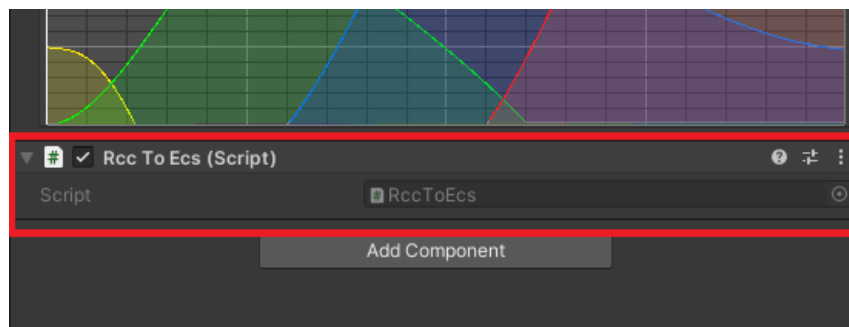 Rcc To Ecs (Script)
Script RccToEcs
Add Component